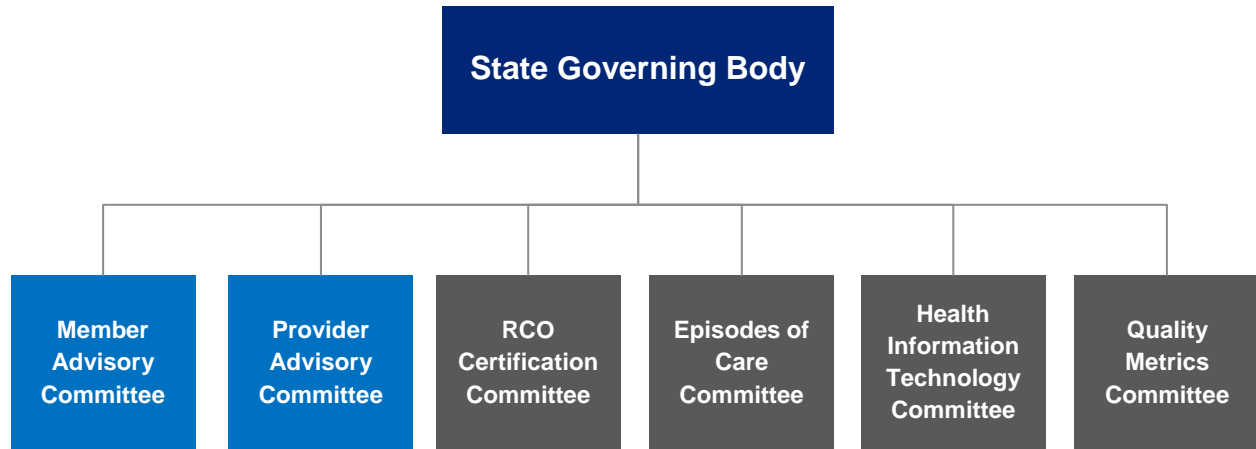 State Governing Body
Member
Advisory
Committee
Provider
Advisory
Committee
RCO
Certification
Committee
Episodes of
Care
Committee
Health
Information
Technology
Committee
Quality
Metrics
Committee